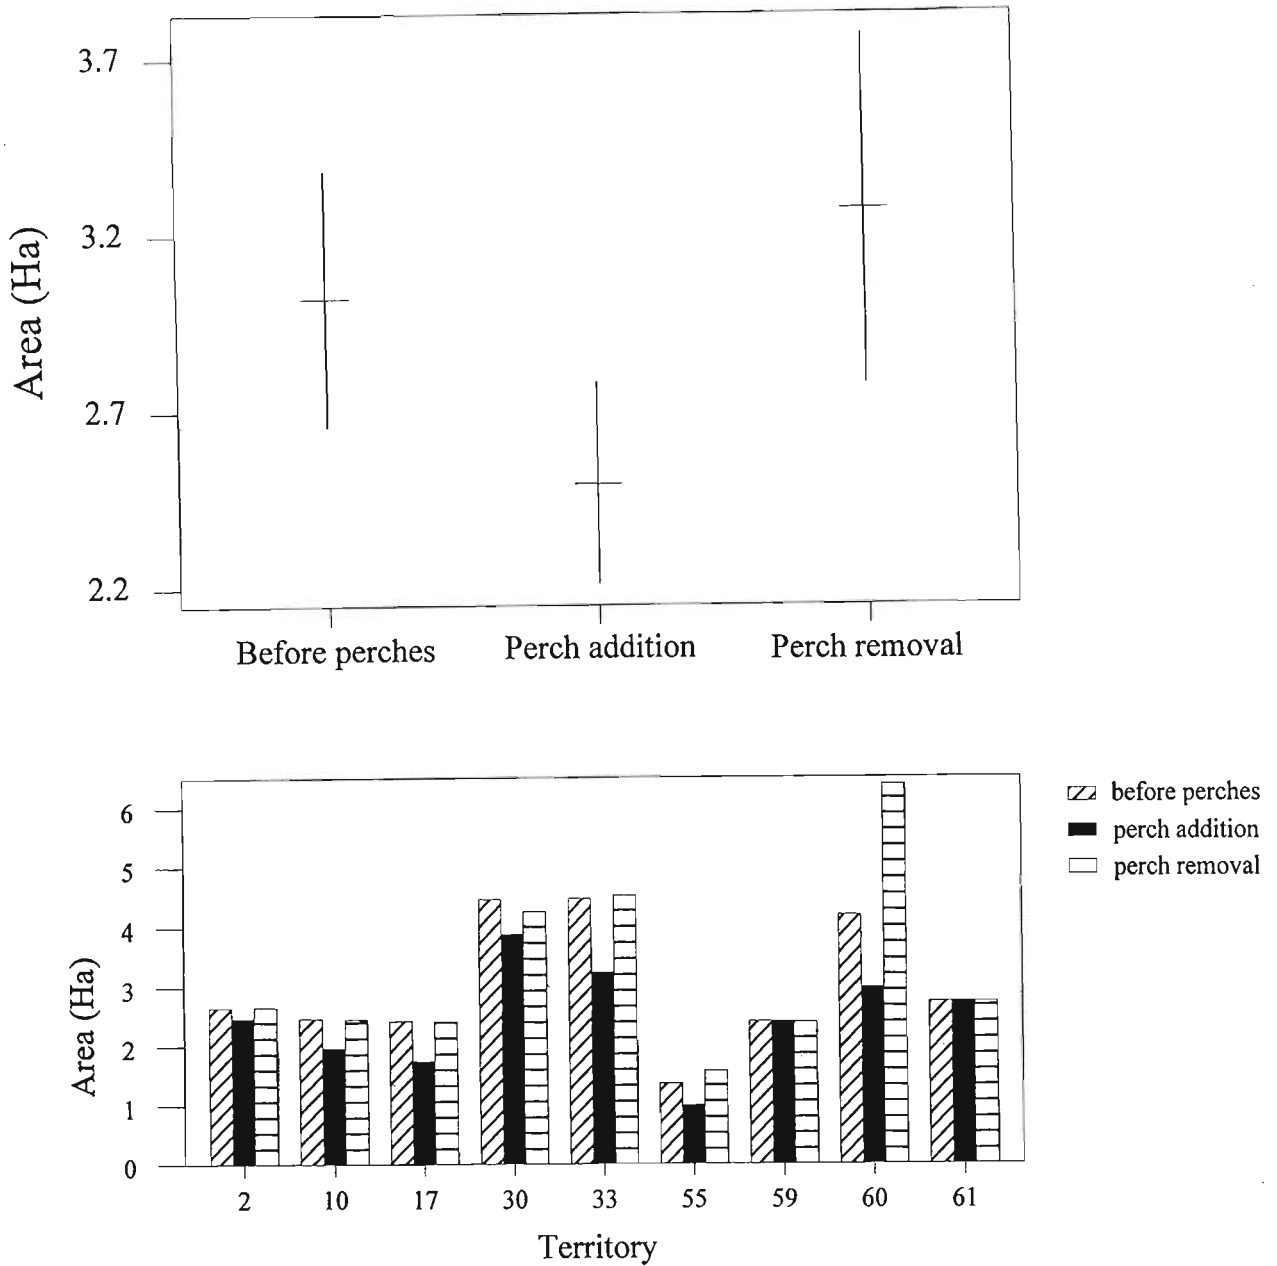 3.7
3.2
2.7
2.2
Area (Ha)
Before perches Perch addition Perch removal
6
5
4
3
2
1
0
Area (Ha)
before perches
perch addition
perch removal
2 10 17 30 33 55 59 60 61
Territory